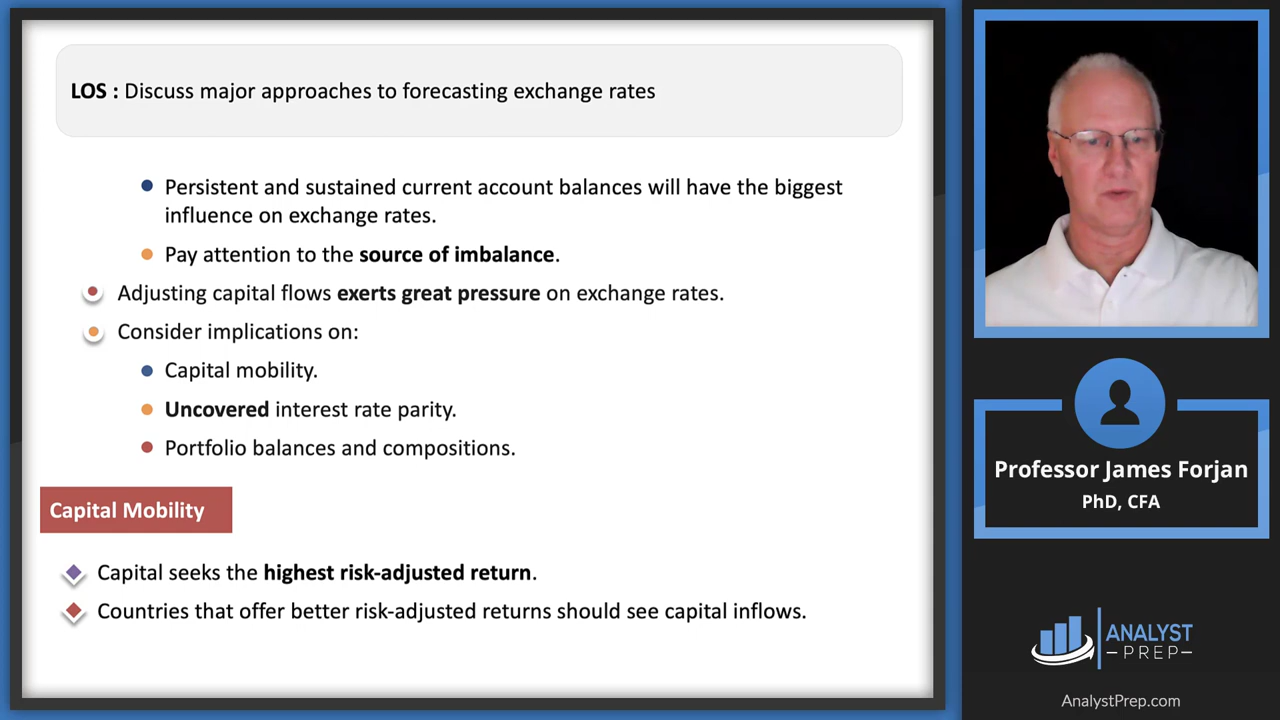 LOS : Discuss major approaches to forecasting exchange rates
Persistent and sustained current account balances will have the biggest
influence on exchange rates.
Pay attention to the source of imbalance.
Adjusting capital flows exerts great pressure on exchange rates.
Consider implications on:
Capital mobility.
Uncovered interest rate parity.
Portfolio balances and compositions.
Capital Mobility
Capital seeks the highest risk-adjusted return.
Countries that offer better risk-adjusted returns should see capital inflows.
Professor James Forjan
PhD, CFA
ANALYST
PREP
AnalystPrep.com